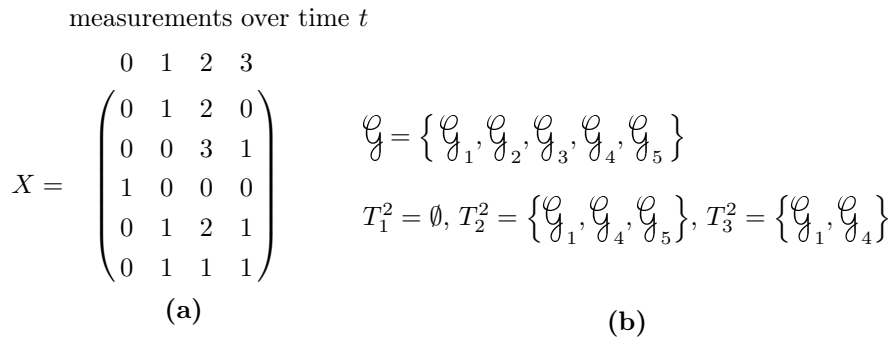 measurements over time t
0 1 2 3
0 1 2 0
0 0 3 1
X = 1 0 0 0
0 1 2 1
0 1 1 1
(a)
𝒢 = { 𝒢₁, 𝒢₂, 𝒢₃, 𝒢₄, 𝒢₅ }
T₁² = ∅, T₂² = {𝒢₁, 𝒢₄, 𝒢₅}, T₃² = {𝒢₁, 𝒢₄}
(b)